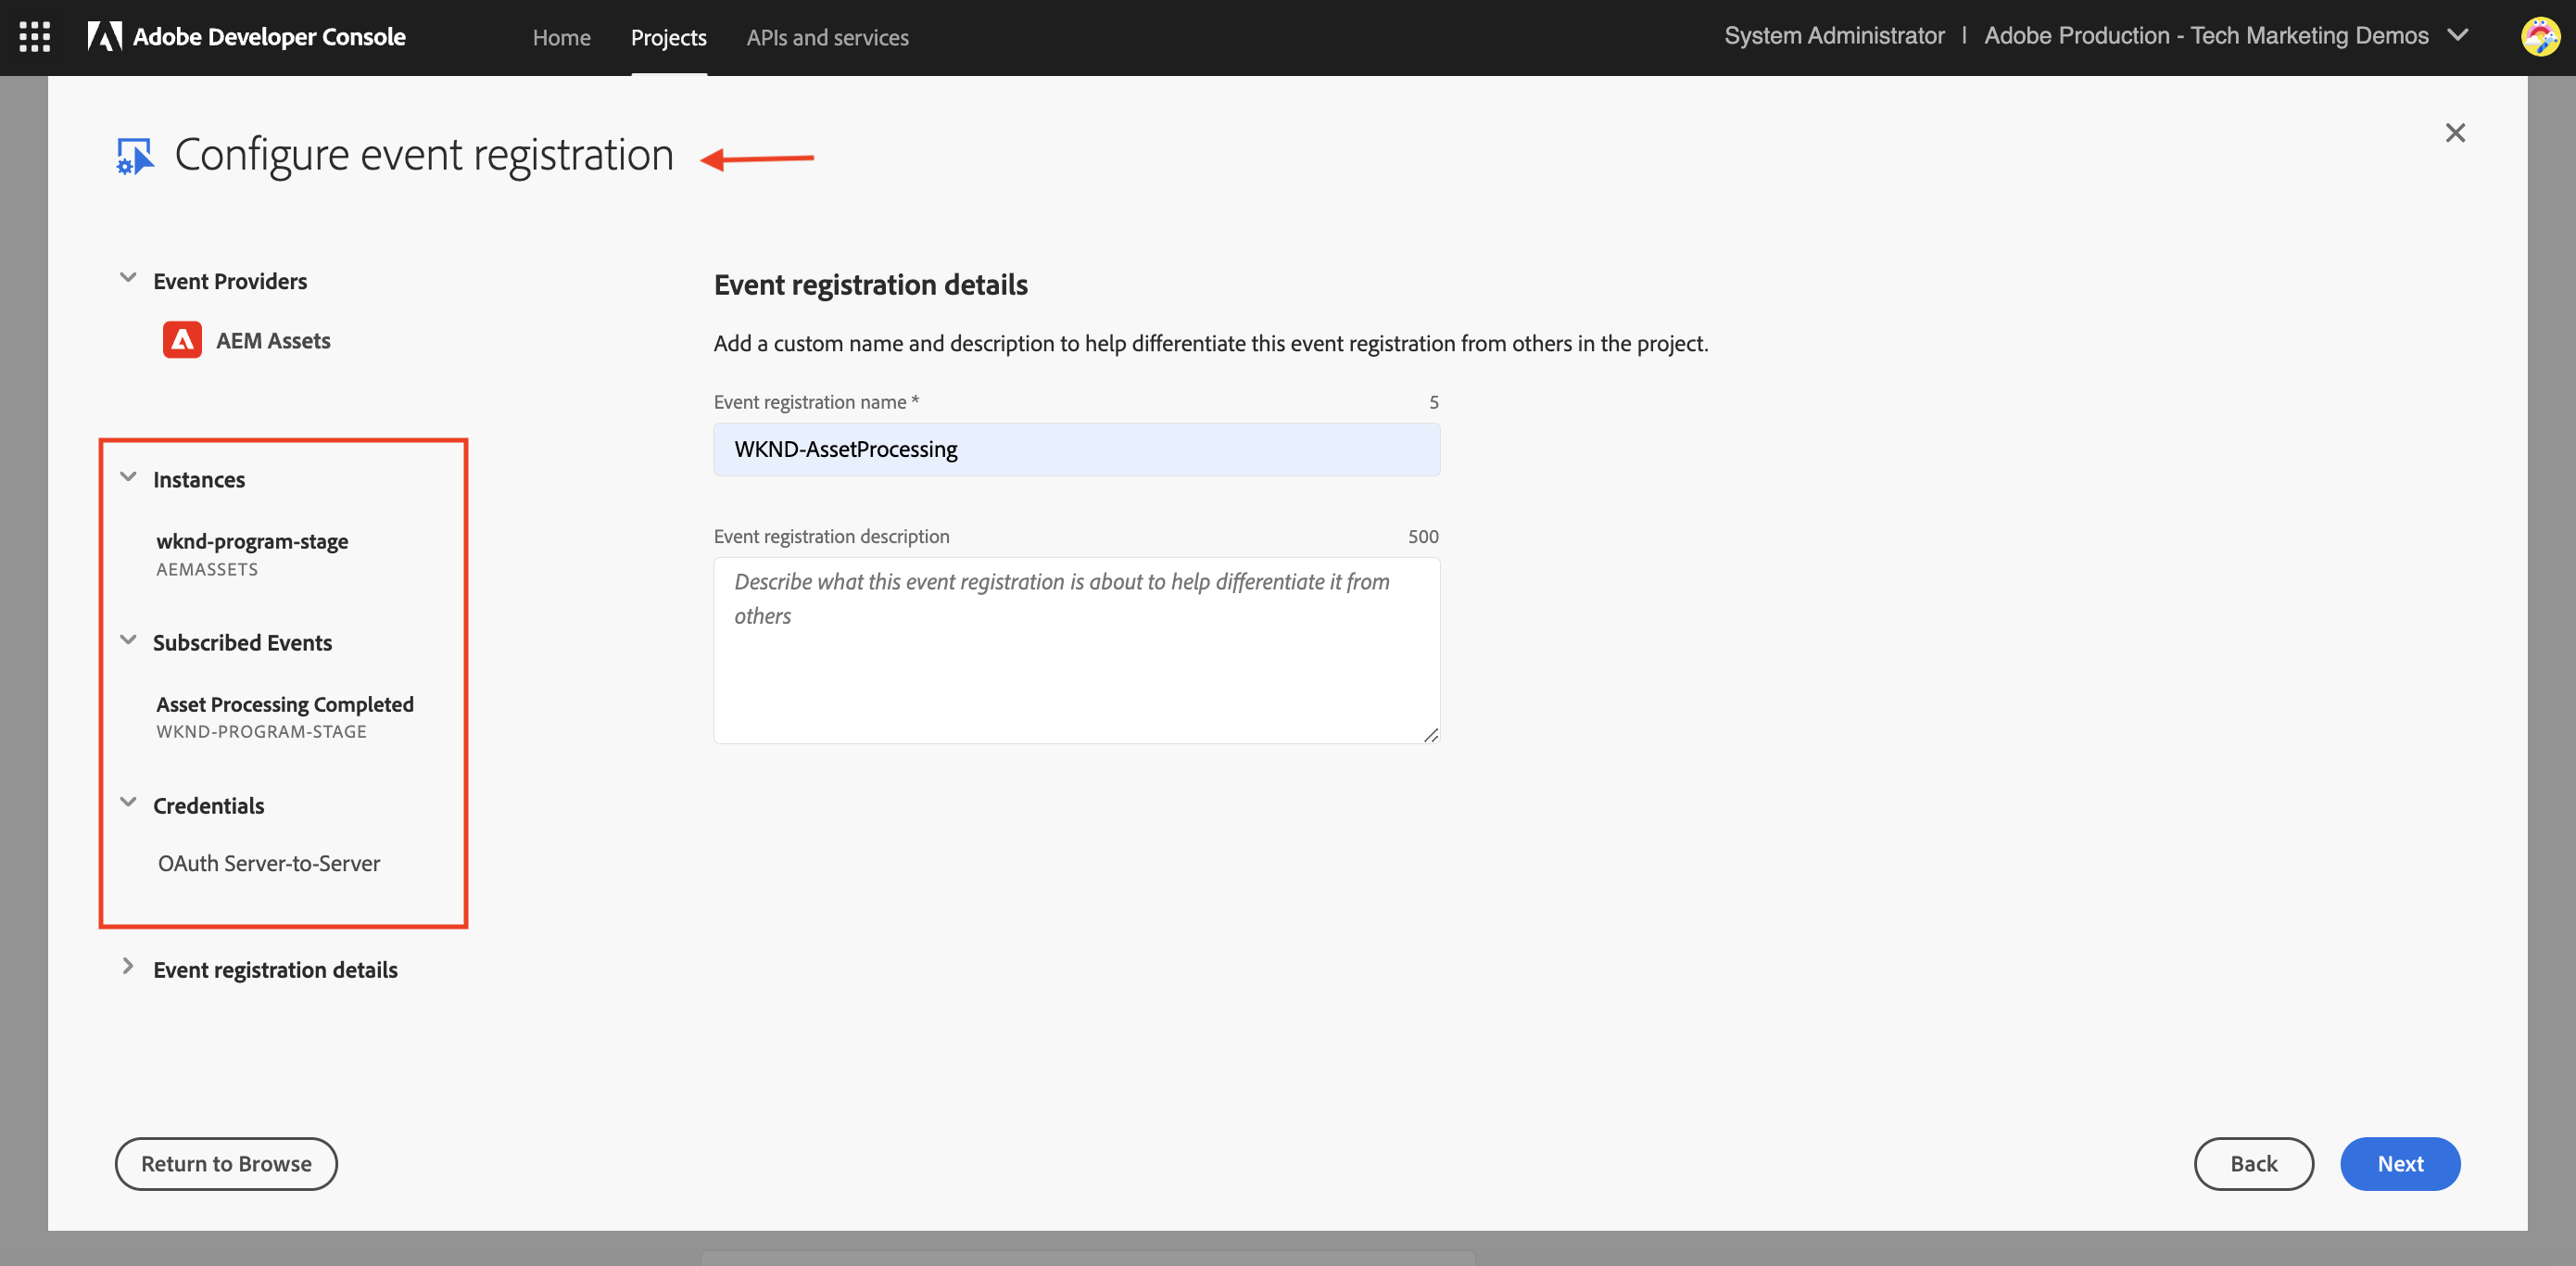 Adobe Developer Console
Home
Projects
APIs and services
System Administrator | Adobe Production - Tech Marketing Demos
Configure event registration
Event Providers
AEM Assets
Instances
wknd-program-stage
AEMASSETS
Subscribed Events
Asset Processing Completed
WKND-PROGRAM-STAGE
Credentials
OAuth Server-to-Server
Event registration details
Event registration details
Add a custom name and description to help differentiate this event registration from others in the project.
Event registration name *
5
WKND-AssetProcessing
Event registration description
500
Describe what this event registration is about to help differentiate it from
others
Return to Browse
Back
Next